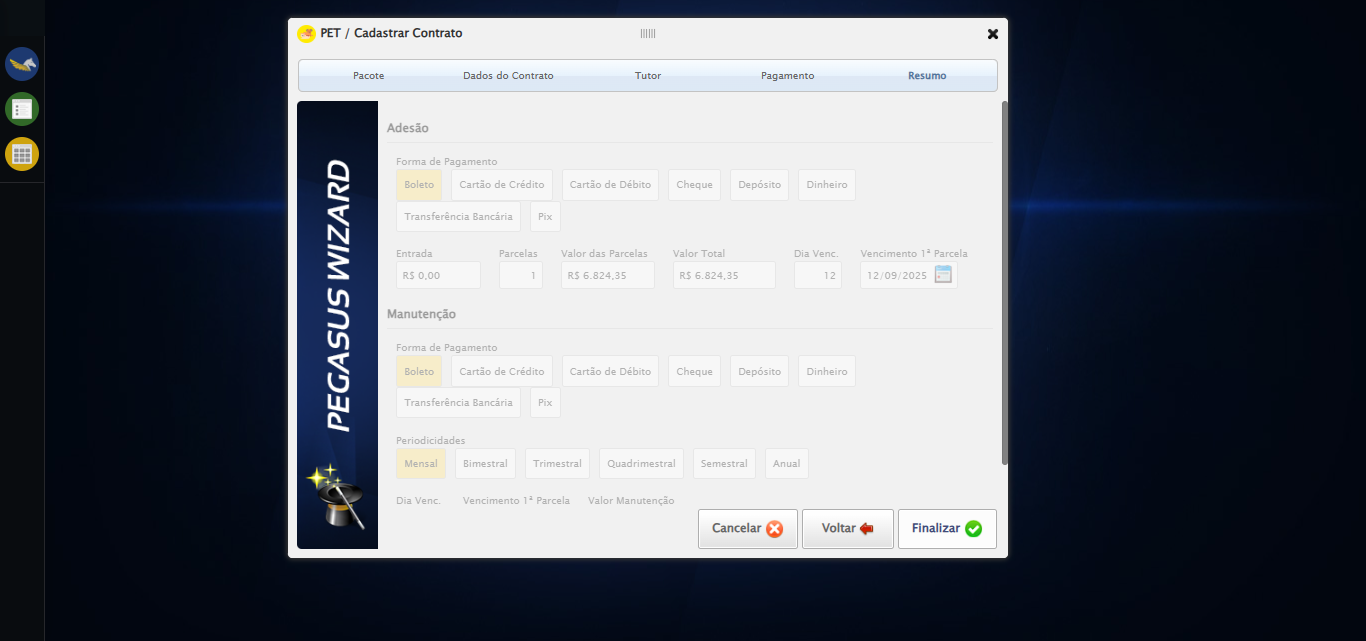 PET / Cadastrar Contrato
Pacote Dados do Contrato Tutor Pagamento Resumo
PEGASUS WIZARD
Adesão
Forma de Pagamento
Boleto Cartão de Crédito Cartão de Débito Cheque Depósito Dinheiro
Transferência Bancária Pix
Entrada Parcelas Valor das Parcelas Valor Total Dia Venc. Vencimento 1ª Parcela
R$ 0,00 1 R$ 6.824,35 R$ 6.824,35 12 12/09/2025
Manutenção
Forma de Pagamento
Boleto Cartão de Crédito Cartão de Débito Cheque Depósito Dinheiro
Transferência Bancária Pix
Periodicidades
Mensal Bimestral Trimestral Quadrimestral Semestral Anual
Dia Venc. Vencimento 1ª Parcela Valor Manutenção
Cancelar Voltar Finalizar